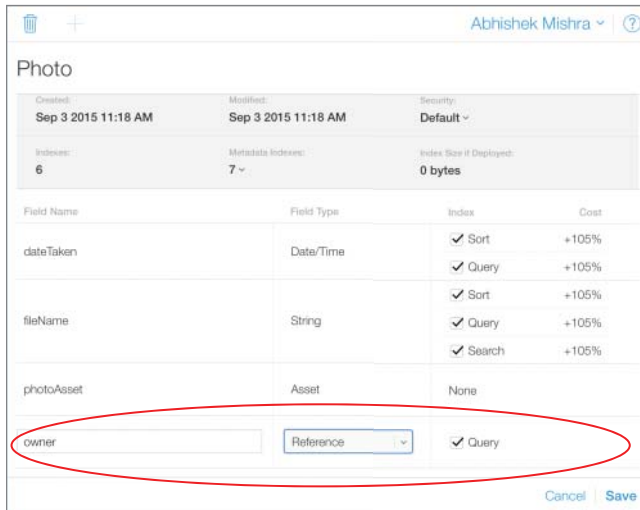 Abhishek Mishra
?
Photo
Created: Modified: Security:
Sep 3 2015 11:18 AM Sep 3 2015 11:18 AM Default
Indexes: Metadata Indexes: Index Size if Deployed:
6 7 0 bytes
Field Name Field Type Index Cost
dateTaken Date/Time Sort +105%
Query +105%
fileName String Sort +105%
Query +105%
Search +105%
photoAsset Asset None
owner Reference Query
Cancel Save